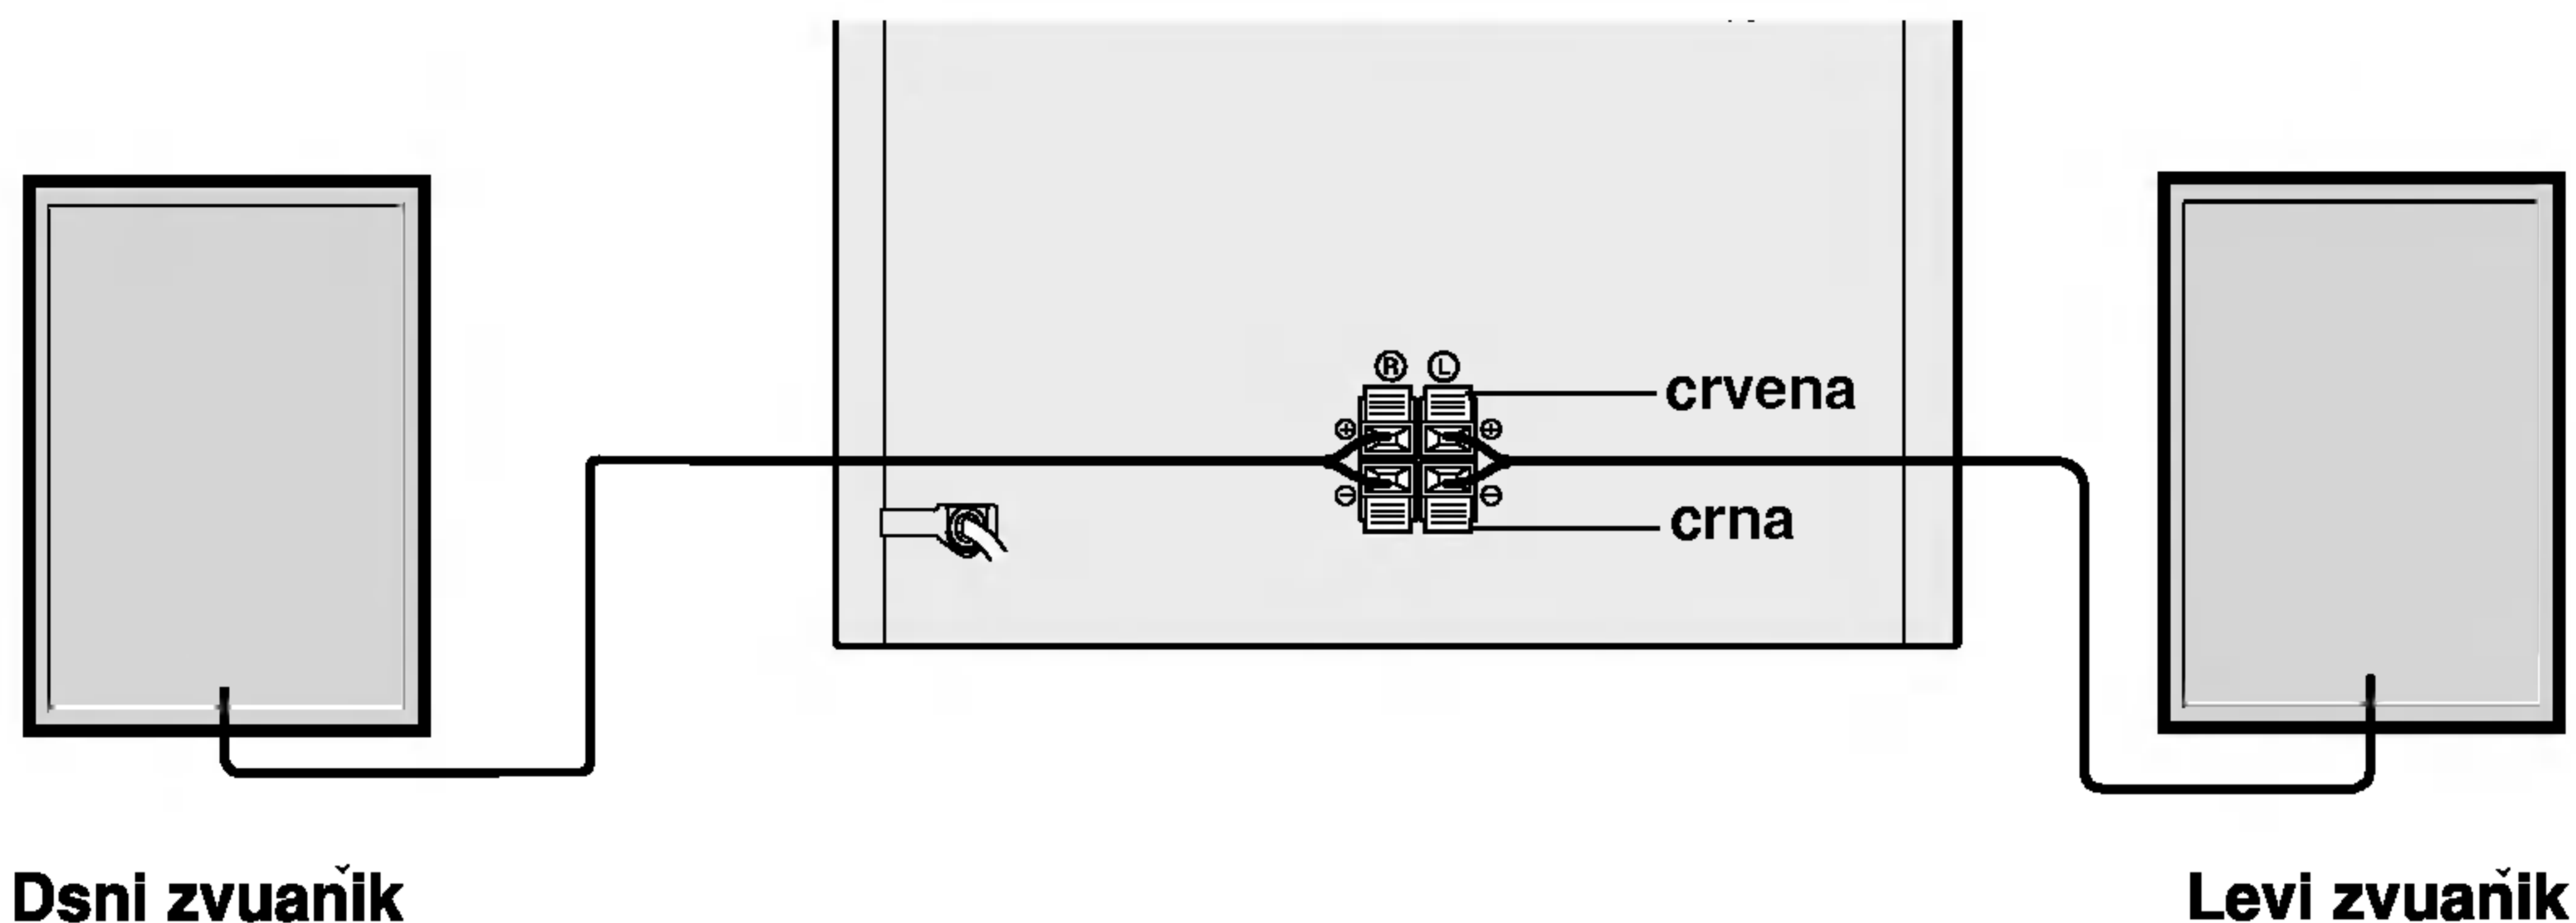 Ⓡ Ⓛ
crvena
⊕ ⊕
⊖ ⊖
crna
Dsni zvuaňik
Levi zvuaňik